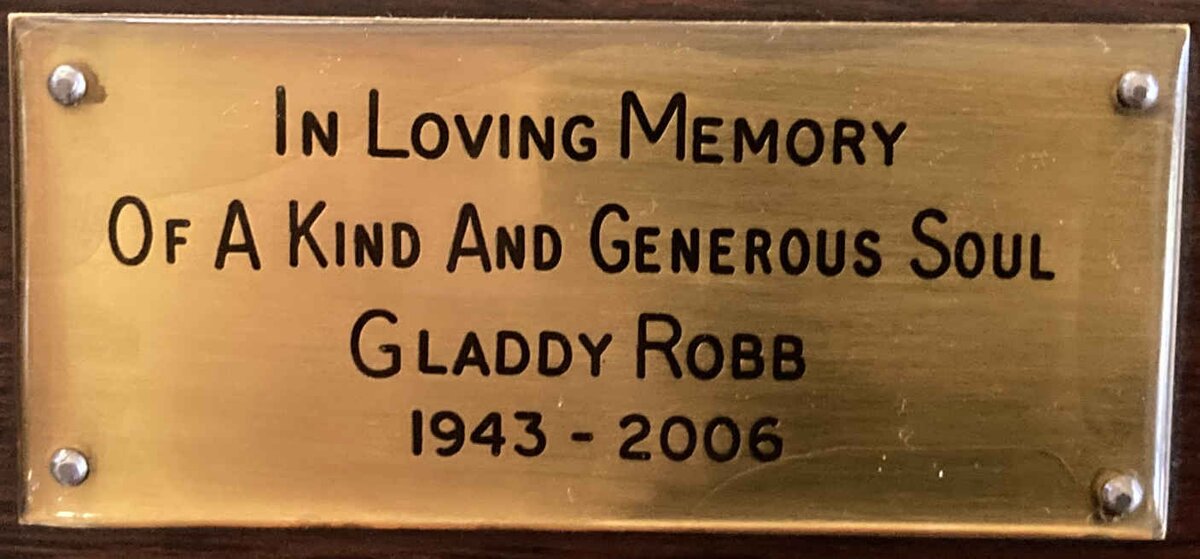 In Loving Memory
Of A Kind And Generous Soul
Gladdy Robb
1943 - 2006